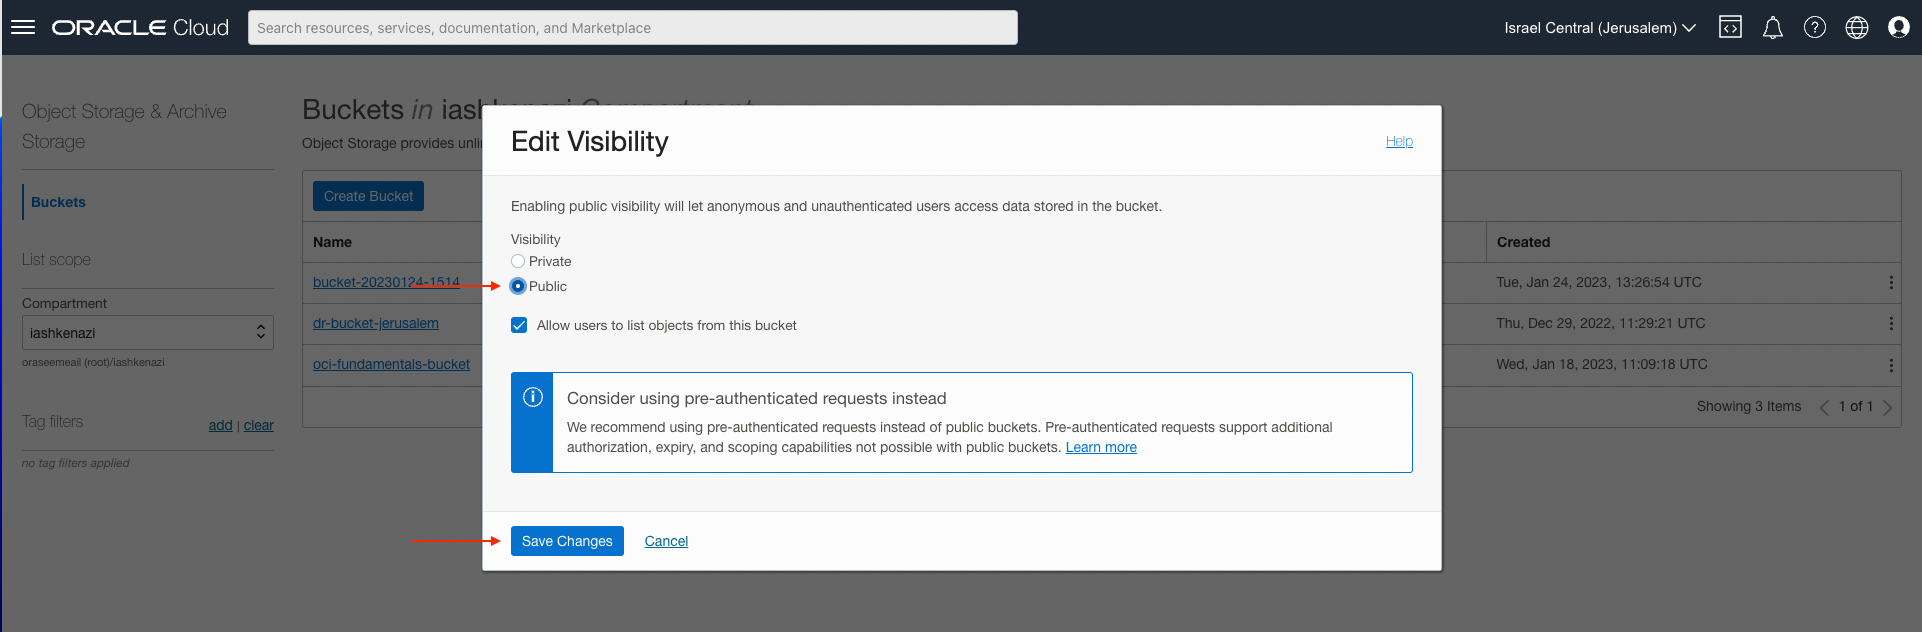 ORACLE Cloud
Search resources, services, documentation, and Marketplace
Israel Central (Jerusalem)
Object Storage & Archive
Storage
Buckets
List scope
Compartment
iashkenazi
oraseemeail (root)/iashkenazi
Tag filters
add | clear
no tag filters applied
Buckets in iashkenazi Compartment
Object Storage provides
Create Bucket
Name
Created
bucket-20230124-1514
Tue, Jan 24, 2023, 13:26:54 UTC
dr-bucket-jerusalem
Thu, Dec 29, 2022, 11:29:21 UTC
oci-fundamentals-bucket
Wed, Jan 18, 2023, 11:09:18 UTC
Showing 3 Items
1 of 1
Edit Visibility
Help
Enabling public visibility will let anonymous and unauthenticated users access data stored in the bucket.
Visibility
Private
Public
Allow users to list objects from this bucket
Consider using pre-authenticated requests instead
We recommend using pre-authenticated requests instead of public buckets. Pre-authenticated requests support additional
authorization, expiry, and scoping capabilities not possible with public buckets. Learn more
Save Changes
Cancel